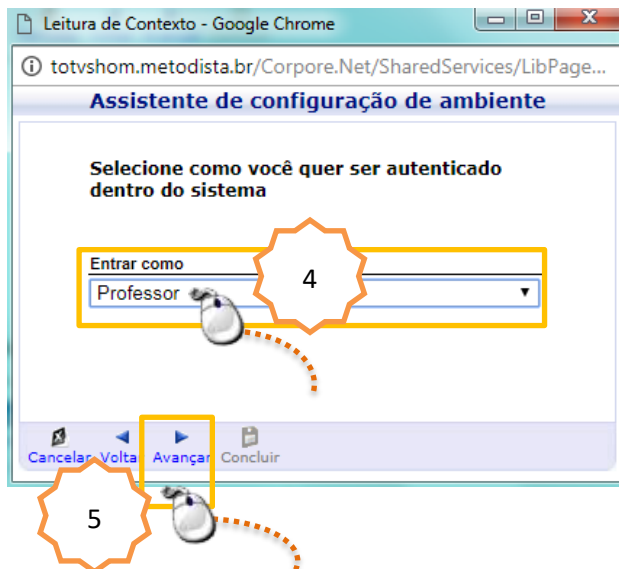 Leitura de Contexto - Google Chrome
totvshom.metodista.br/Corpore.Net/SharedServices/LibPage...
Assistente de configuração de ambiente
Selecione como você quer ser autenticado
dentro do sistema
Entrar como
4
Professor
Cancelar Voltar Avançar Concluir
5